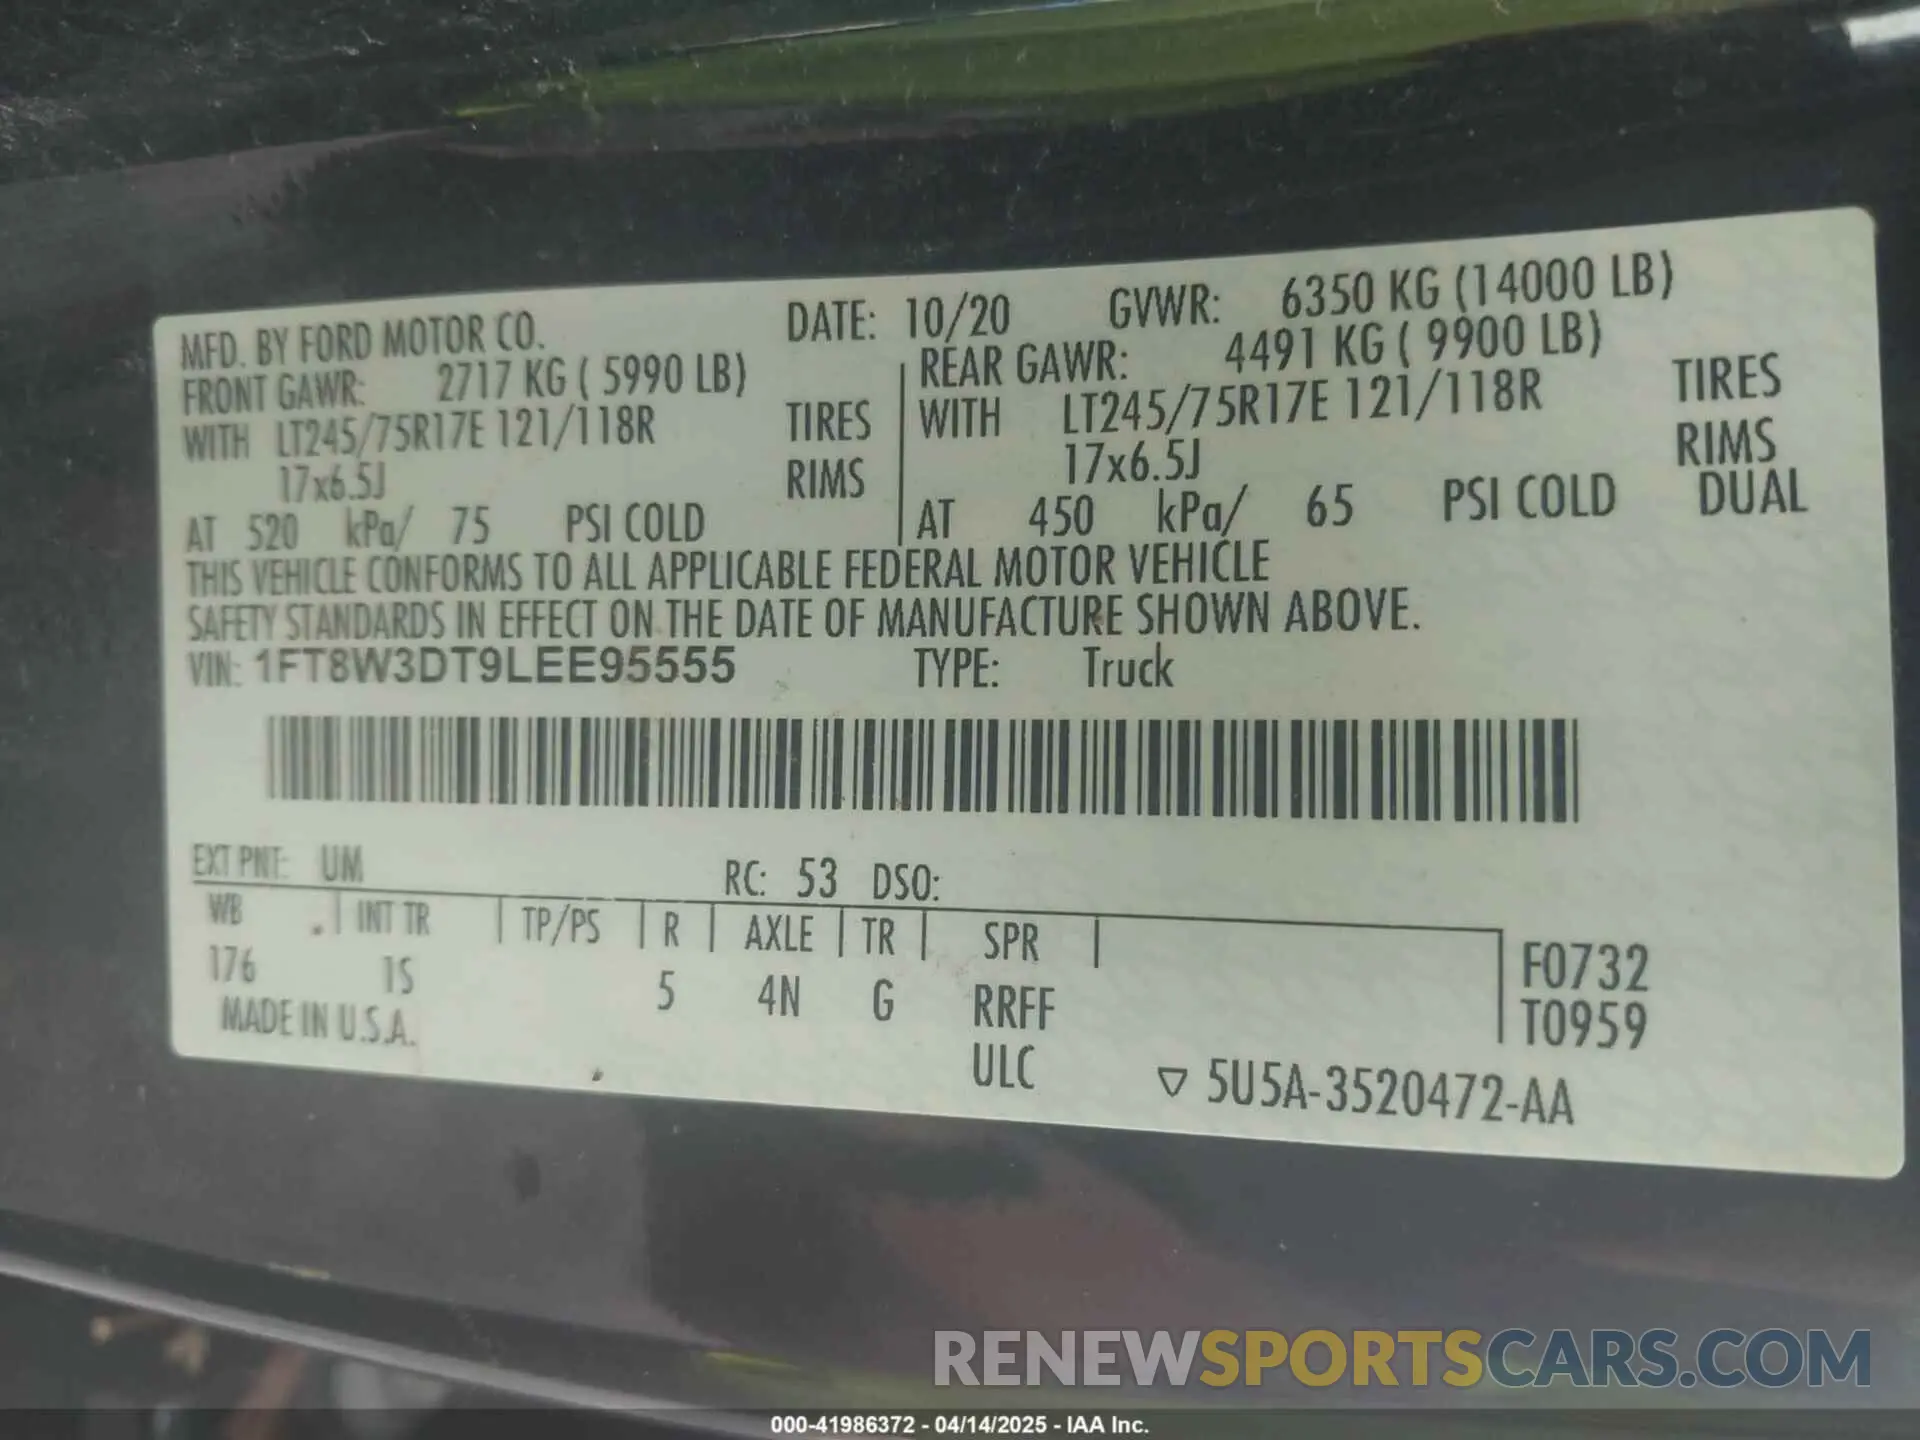 MFD. BY FORD MOTOR CO. DATE: 10/20 GVWR: 6350 KG (14000 LB)
FRONT GAWR: 2717 KG ( 5990 LB) REAR GAWR: 4491 KG ( 9900 LB)
WITH LT245/75R17E 121/118R TIRES WITH LT245/75R17E 121/118R TIRES
17x6.5J RIMS 17x6.5J RIMS
AT 520 kPa/ 75 PSI COLD AT 450 kPa/ 65 PSI COLD DUAL
THIS VEHICLE CONFORMS TO ALL APPLICABLE FEDERAL MOTOR VEHICLE
SAFETY STANDARDS IN EFFECT ON THE DATE OF MANUFACTURE SHOWN ABOVE.
VIN: 1FT8W3DT9LEE95555 TYPE: Truck
EXT PNT: UM RC: 53 DSO:
WB INT TR TP/PS R AXLE TR SPR
176 1S 5 4N G RRFF F0732
MADE IN U.S.A. ULC T0959
▽ 5U5A-3520472-AA
RENEWSPORTSCARS.COM
000-41986372 - 04/14/2025 - IAA Inc.